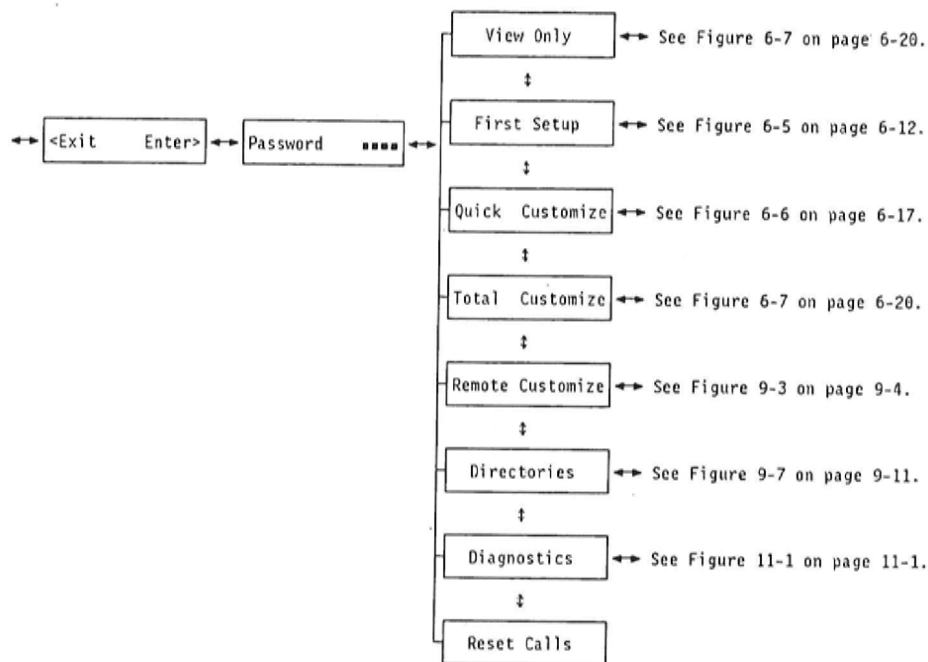 View Only
See Figure 6-7 on page 6-20.
First Setup
See Figure 6-5 on page 6-12.
<Exit Enter>
Password ▪▪▪▪
Quick Customize
See Figure 6-6 on page 6-17.
Total Customize
See Figure 6-7 on page 6-20.
Remote Customize
See Figure 9-3 on page 9-4.
Directories
See Figure 9-7 on page 9-11.
Diagnostics
See Figure 11-1 on page 11-1.
Reset Calls